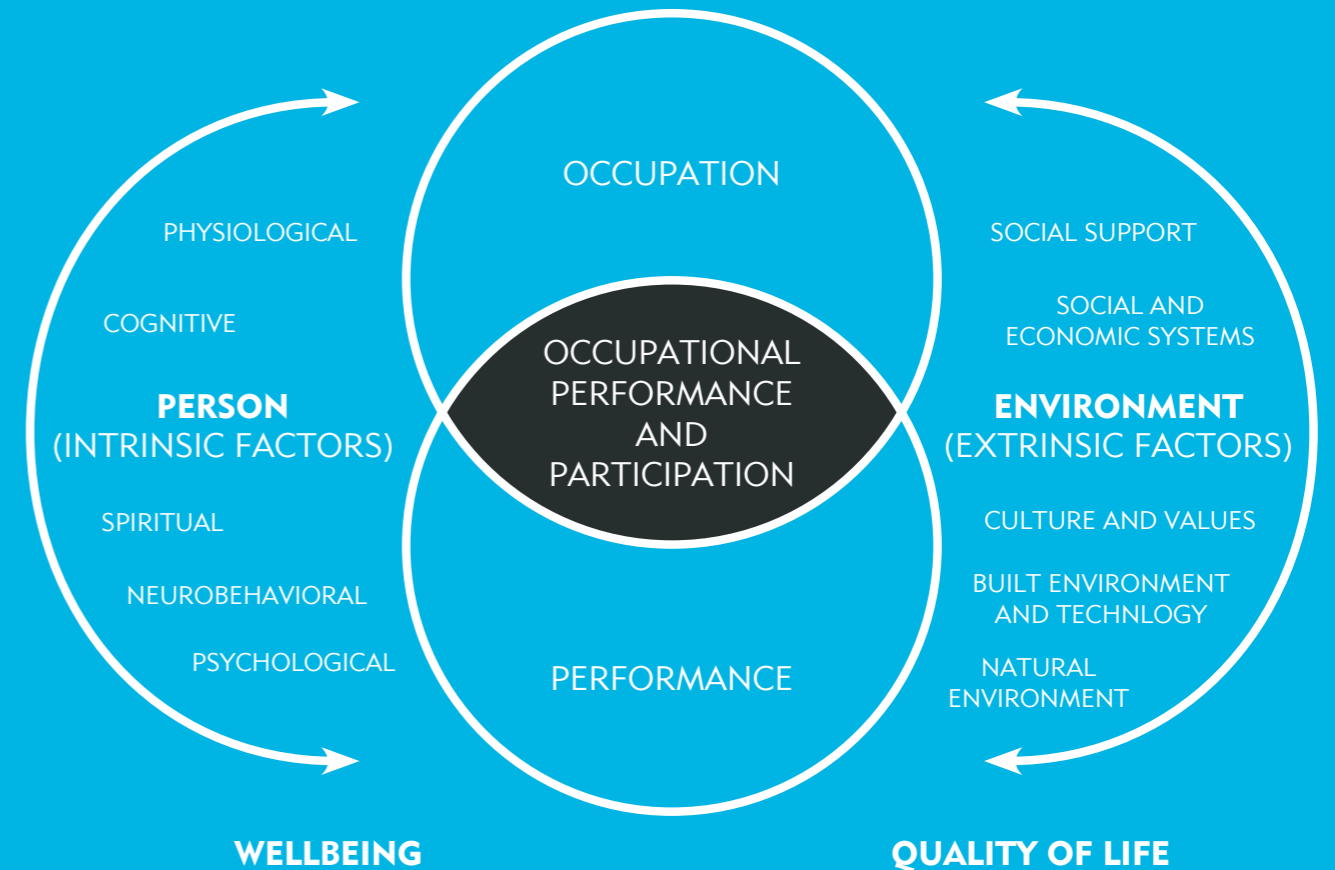 OCCUPATION
PHYSIOLOGICAL
COGNITIVE
PERSON
(INTRINSIC FACTORS)
SPIRITUAL
NEUROBEHAVIORAL
PSYCHOLOGICAL
OCCUPATIONAL
PERFORMANCE
AND
PARTICIPATION
PERFORMANCE
SOCIAL SUPPORT
SOCIAL AND
ECONOMIC SYSTEMS
ENVIRONMENT
(EXTRINSIC FACTORS)
CULTURE AND VALUES
BUILT ENVIRONMENT
AND TECHNLOGY
NATURAL
ENVIRONMENT
WELLBEING
QUALITY OF LIFE